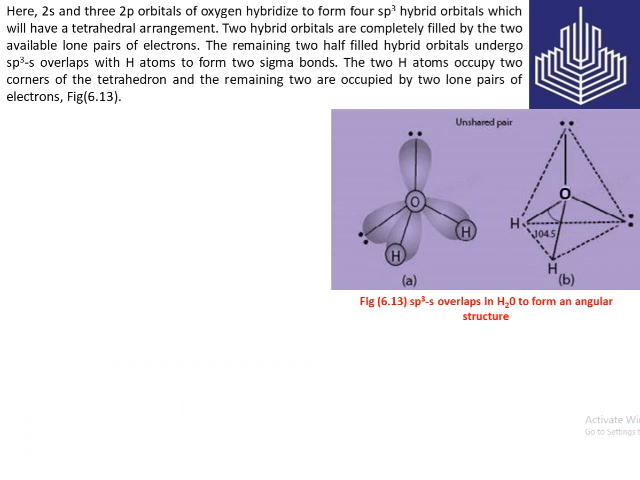 Here, 2s and three 2p orbitals of oxygen hybridize to form four sp³ hybrid orbitals which
will have a tetrahedral arrangement. Two hybrid orbitals are completely filled by the two
available lone pairs of electrons. The remaining two half filled hybrid orbitals undergo
sp³-s overlaps with H atoms to form two sigma bonds. The two H atoms occupy two
corners of the tetrahedron and the remaining two are occupied by two lone pairs of
electrons, Fig(6.13).
Unshared pair
O
H
H
(a)
O
H
104.5
H
(b)
Fig (6.13) sp³-s overlaps in H₂0 to form an angular
structure
Activate Wi
Go to Settings t